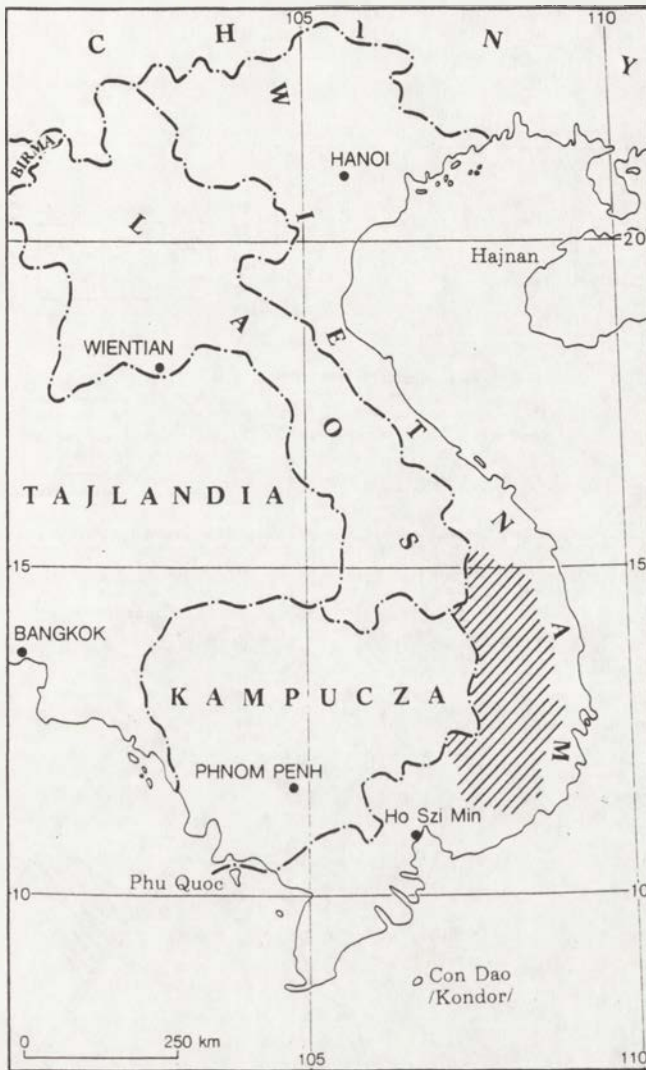 105
110
C H I N Y
W I E T N A M
BIRMA
HANOI
L A O S
20
Hajnan
WIENTIAN
TAJLANDIA
15
15
BANGKOK
KAMPUCZA
PHNOM PENH
Ho Szi Min
Phu Quoc
10
10
Con Dao
/Kondor/
0
250 km
105
110